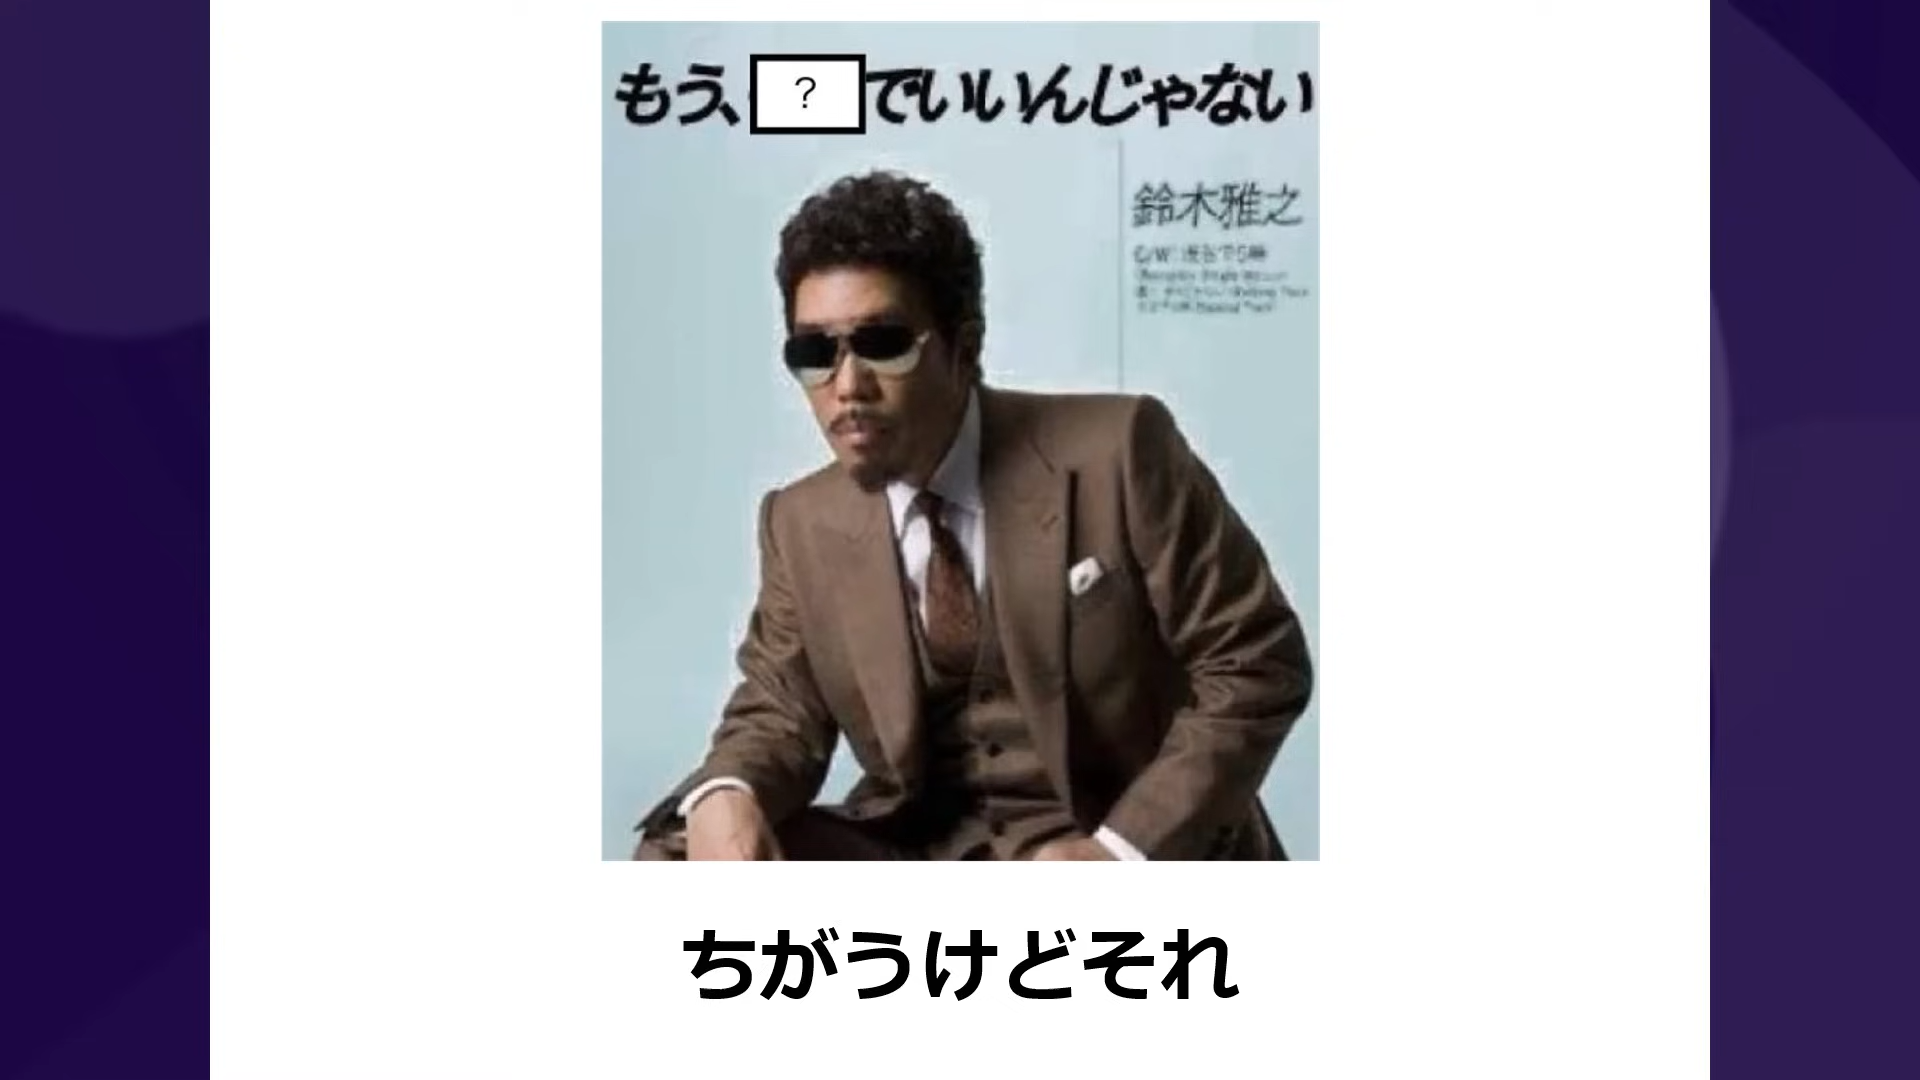 もう、?でいいんじゃない
鈴木雅之
ちがうけどそれ